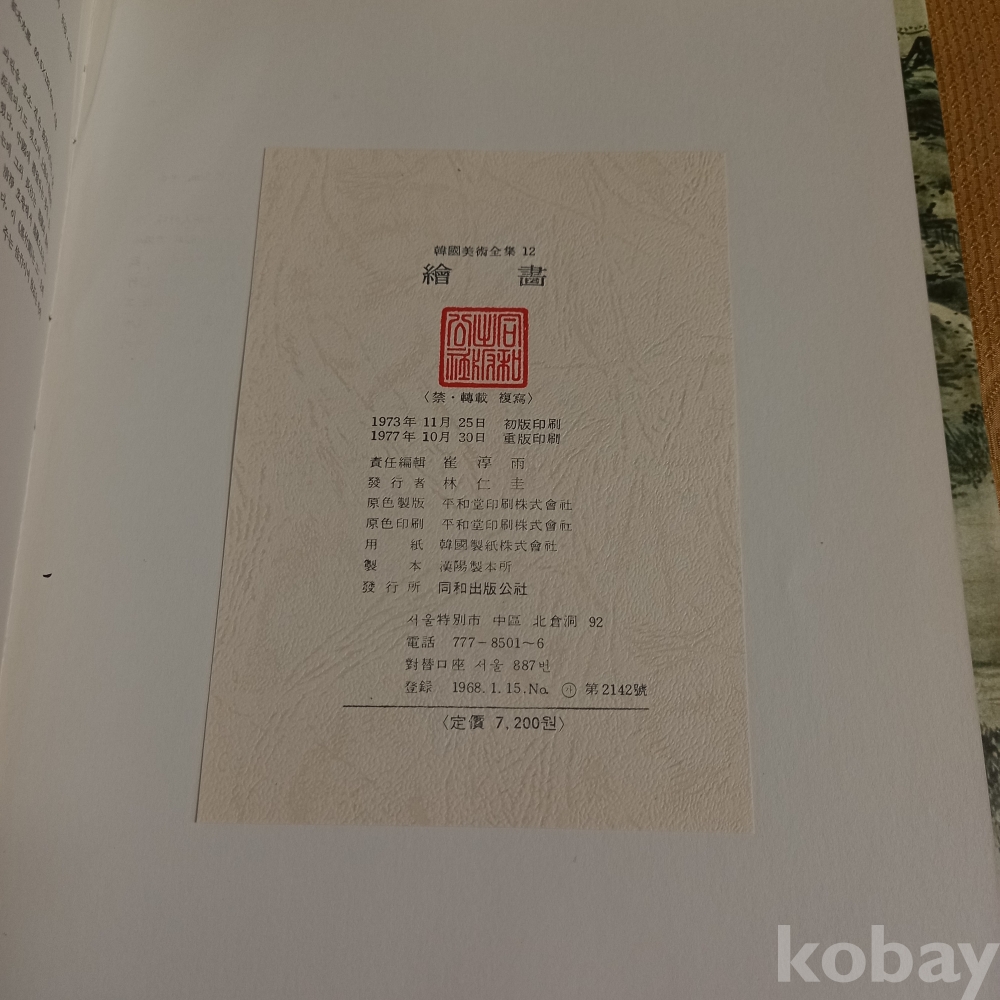 韓國美術全集 12
繪畫
同和出版公社
〈禁・轉載 複寫〉
1973年 11月 25日 初版印刷
1977年 10月 30日 重版印刷
責任編輯 崔淳雨
發行者 林仁圭
原色製版 平和堂印刷株式會社
原色印刷 平和堂印刷株式會社
用紙 韓國製紙株式會社
製本 漢陽製本所
發行所 同和出版公社
서울特別市 中區 北倉洞 92
電話 777-8501~6
對替口座 서울 887번
登録 1968.1.15.No. ㉮ 第2142號
〈定價 7,200원〉
kobay